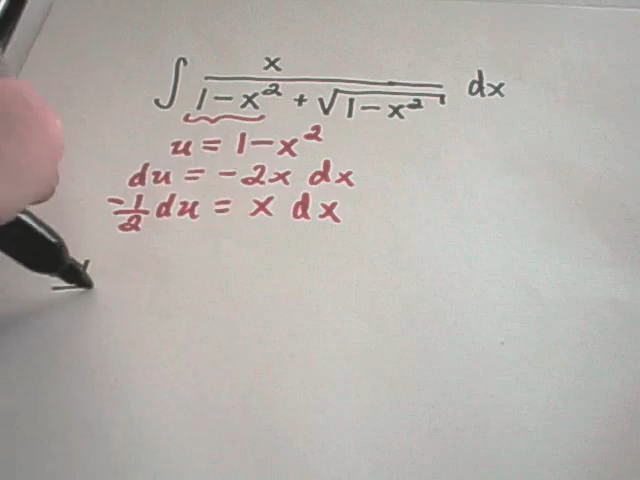 ∫ x / (1-x² + √(1-x²)) dx
u = 1-x²
du = -2x dx
-1/2 du = x dx